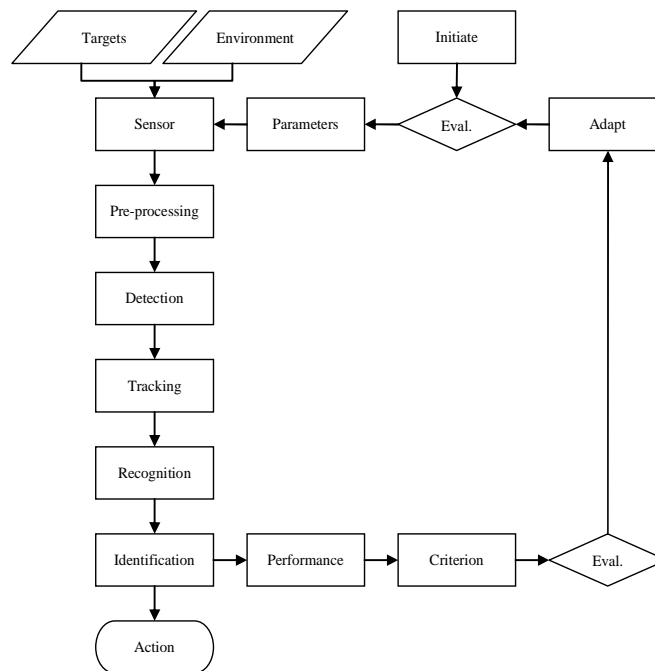 Targets
Environment
Initiate
Sensor
Parameters
Eval.
Adapt
Pre-processing
Detection
Tracking
Recognition
Identification
Performance
Criterion
Eval.
Action